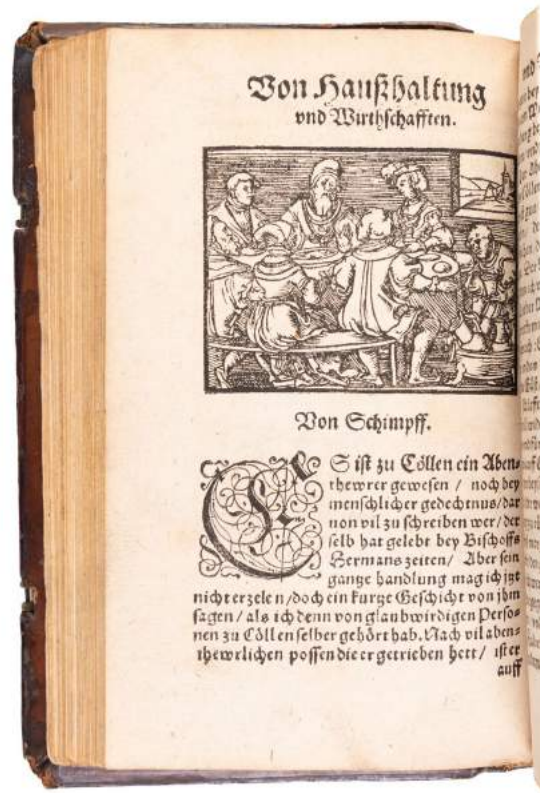 Von Haußhaltung
vnd Wirthschafften.
Von Schimpff.
ES ist zu Cöllen ein Aben-
thewrer gewesen / noch bey
menschlicher gedechtnus/dar
uon vil zu schreiben wer/der
selb hat gelebt bey Bischoffs
Hermans zeiten/ Aber sein
gantze handlung mag ich jtzt
nicht erzelen/doch ein kurtze Geschicht von jhm
sagen/als ich denn von glaubwirdigen Perso-
nen zu Cöllen selber gehört hab. Nach vil aben-
thewrlichen possen die er getrieben hett/ ist er
auff